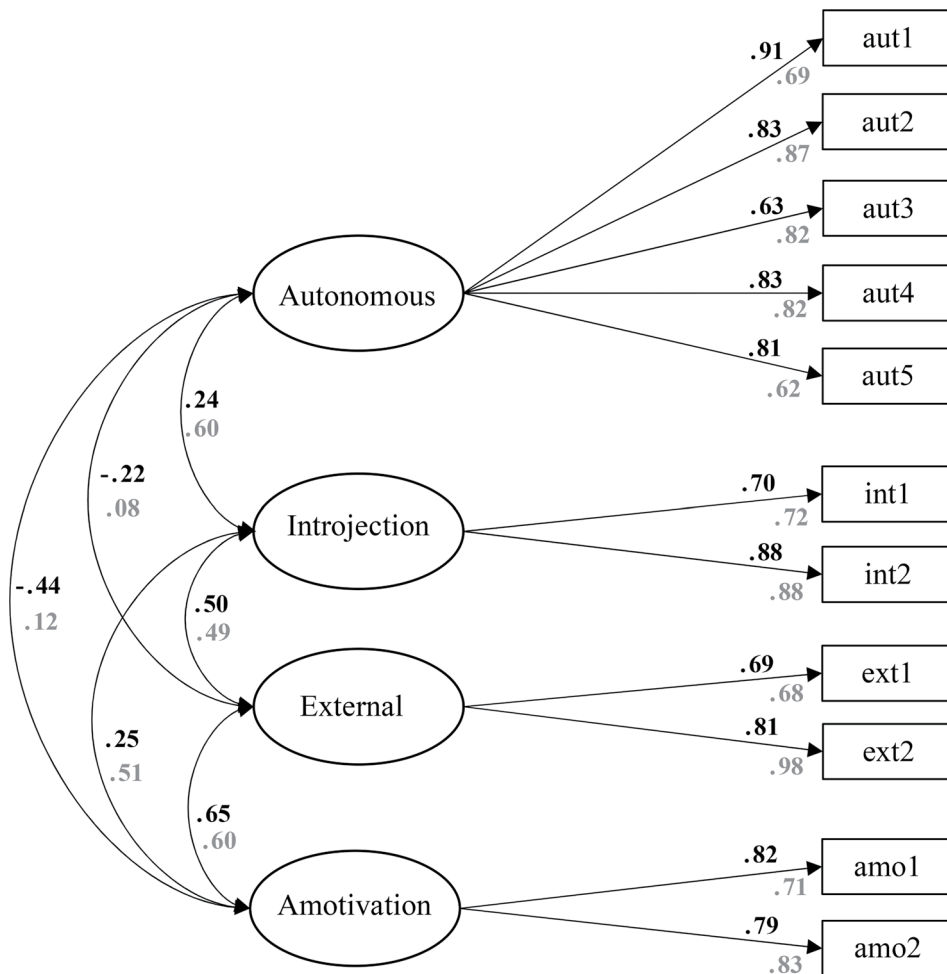 .91
.69
aut1
.83
.87
aut2
.63
.82
aut3
Autonomous
.83
.82
aut4
.81
.62
aut5
.24
.60
-.22
.08
.70
.72
int1
Introjection
.88
.88
int2
-.44
.12
.50
.49
.69
.68
ext1
External
.81
.98
ext2
.25
.51
.65
.60
.82
.71
amo1
Amotivation
.79
.83
amo2